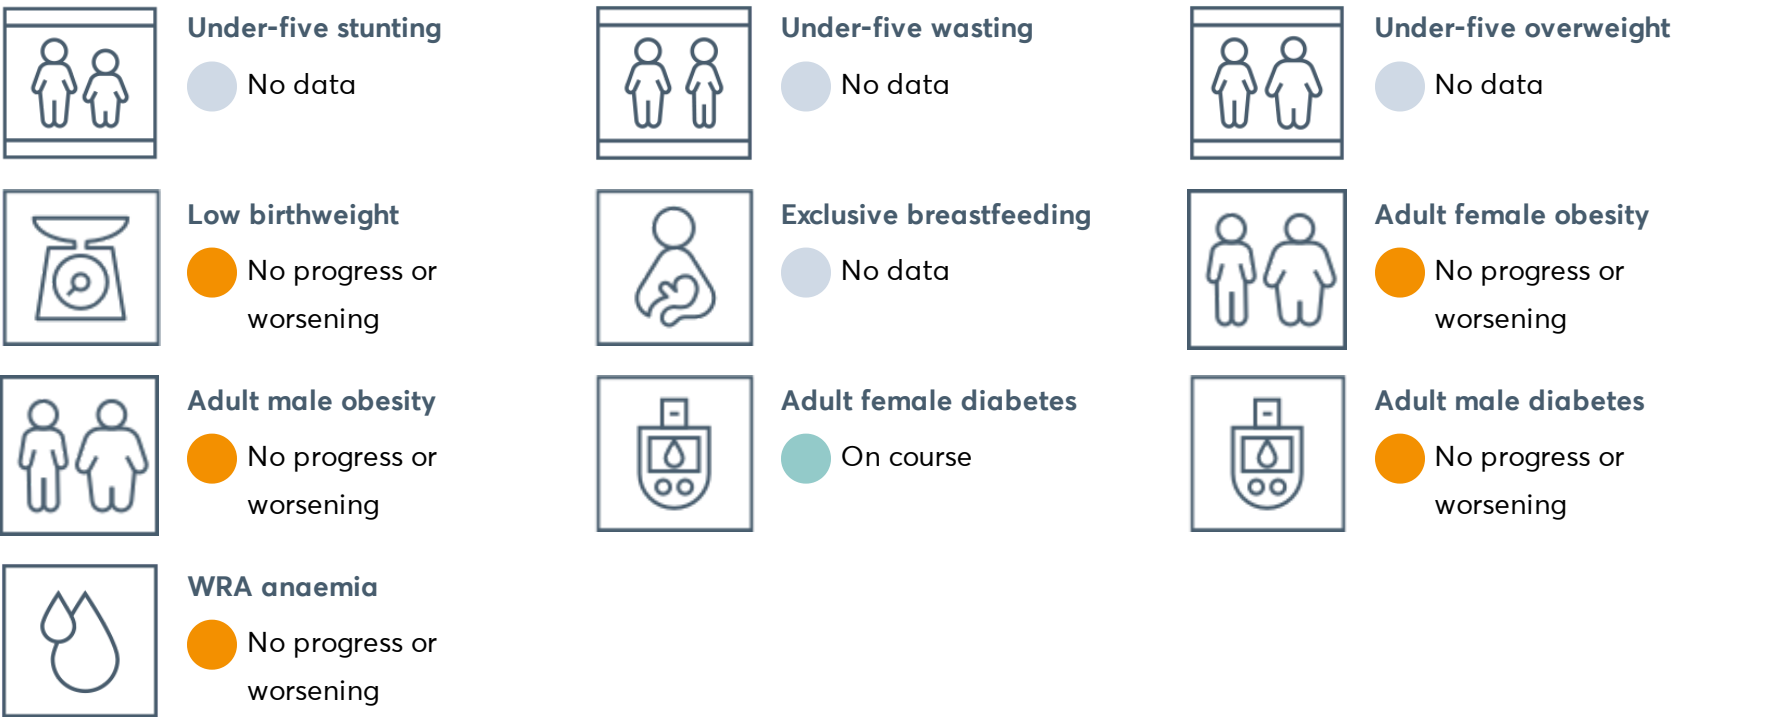 Under-five stunting
No data
Under-five wasting
No data
Under-five overweight
No data
Low birthweight
No progress or
worsening
Exclusive breastfeeding
No data
Adult female obesity
No progress or
worsening
Adult male obesity
No progress or
worsening
Adult female diabetes
On course
Adult male diabetes
No progress or
worsening
WRA anaemia
No progress or
worsening